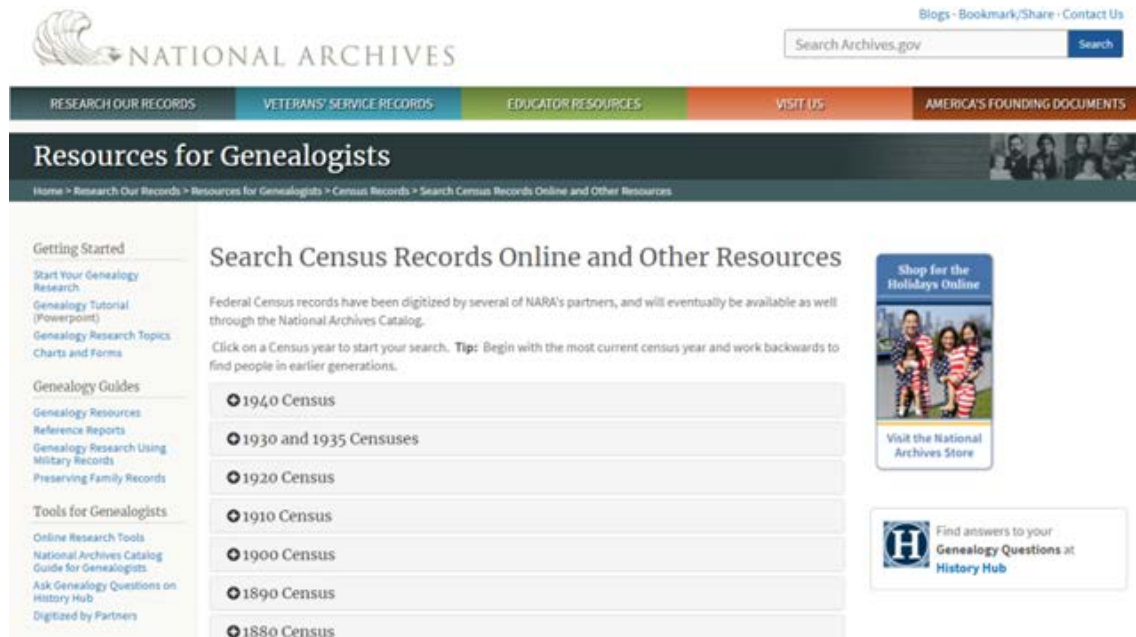 Blogs · Bookmark/Share · Contact Us
NATIONAL ARCHIVES
Search Archives.gov
Search
RESEARCH OUR RECORDS
VETERANS' SERVICE RECORDS
EDUCATOR RESOURCES
VISIT US
AMERICA'S FOUNDING DOCUMENTS
Resources for Genealogists
Home > Research Our Records > Resources for Genealogists > Census Records > Search Census Records Online and Other Resources
Getting Started
Start Your Genealogy
Research
Genealogy Tutorial
(Powerpoint)
Genealogy Research Topics
Charts and Forms
Genealogy Guides
Genealogy Resources
Reference Reports
Genealogy Research Using
Military Records
Preserving Family Records
Tools for Genealogists
Online Research Tools
National Archives Catalog
Guide for Genealogists
Ask Genealogy Questions on
History Hub
Digitized by Partners
Search Census Records Online and Other Resources
Federal Census records have been digitized by several of NARA's partners, and will eventually be available as well
through the National Archives Catalog.
Click on a Census year to start your search. Tip: Begin with the most current census year and work backwards to
find people in earlier generations.
1940 Census
1930 and 1935 Censuses
1920 Census
1910 Census
1900 Census
1890 Census
1880 Census
Shop for the
Holidays Online
Visit the National
Archives Store
H
Find answers to your
Genealogy Questions at
History Hub